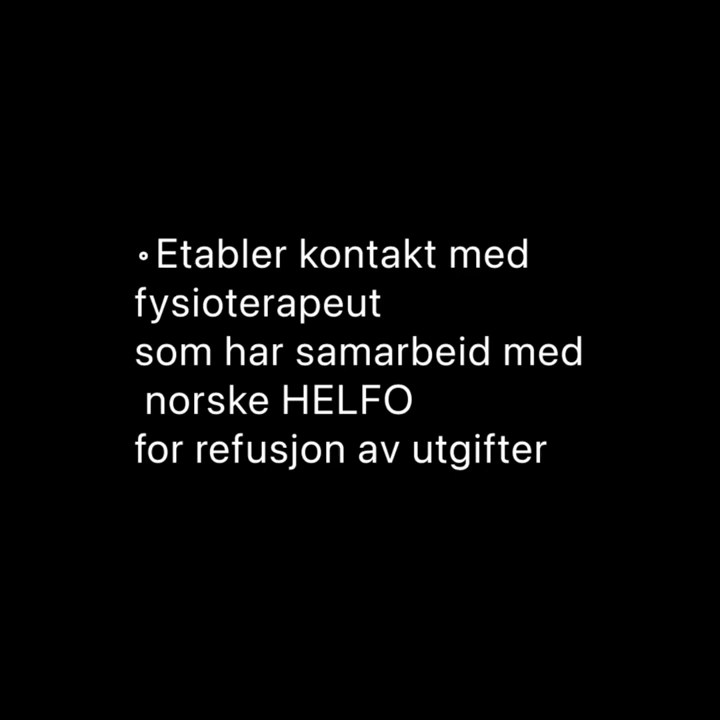 ∘Etabler kontakt med
fysioterapeut
som har samarbeid med
norske HELFO
for refusjon av utgifter